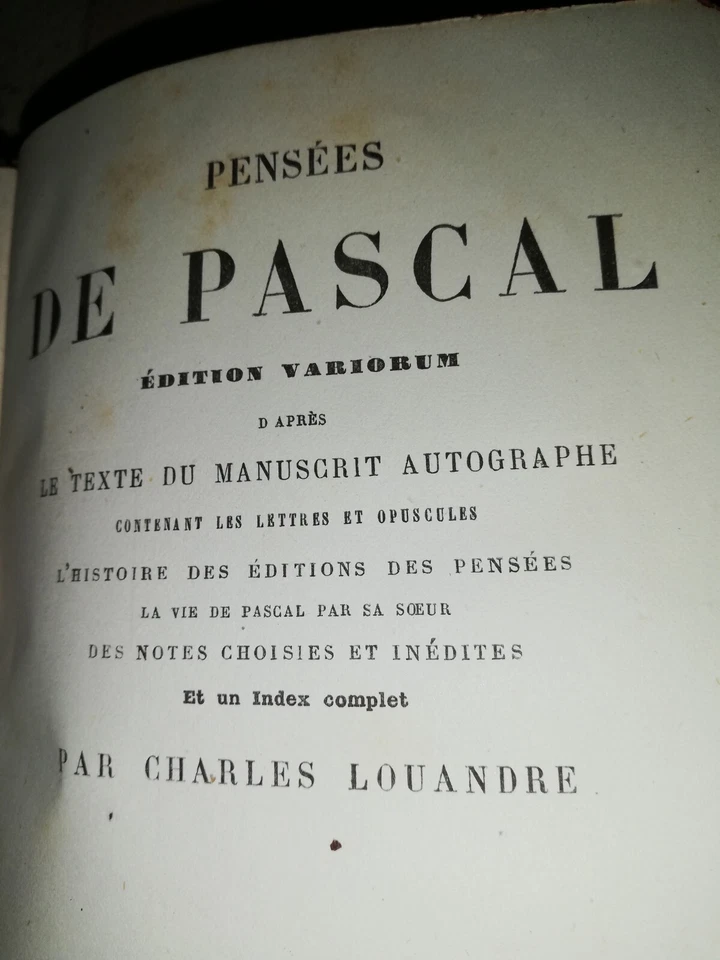 PENSÉES
DE PASCAL
ÉDITION VARIORUM
D APRÈS
LE TEXTE DU MANUSCRIT AUTOGRAPHE
CONTENANT LES LETTRES ET OPUSCULES
L'HISTOIRE DES ÉDITIONS DES PENSÉES
LA VIE DE PASCAL PAR SA SŒUR
DES NOTES CHOISIES ET INÉDITES
Et un Index complet
PAR CHARLES LOUANDRE